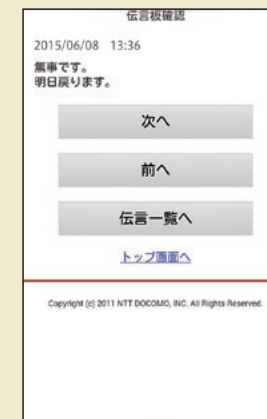 伝言板確認
2015/06/08 13:36
無事です。
明日戻ります。
次へ
前へ
伝言一覧へ
トップ画面へ
Copyright (c) 2011 NTT DOCOMO, INC. All Rights Reserved.